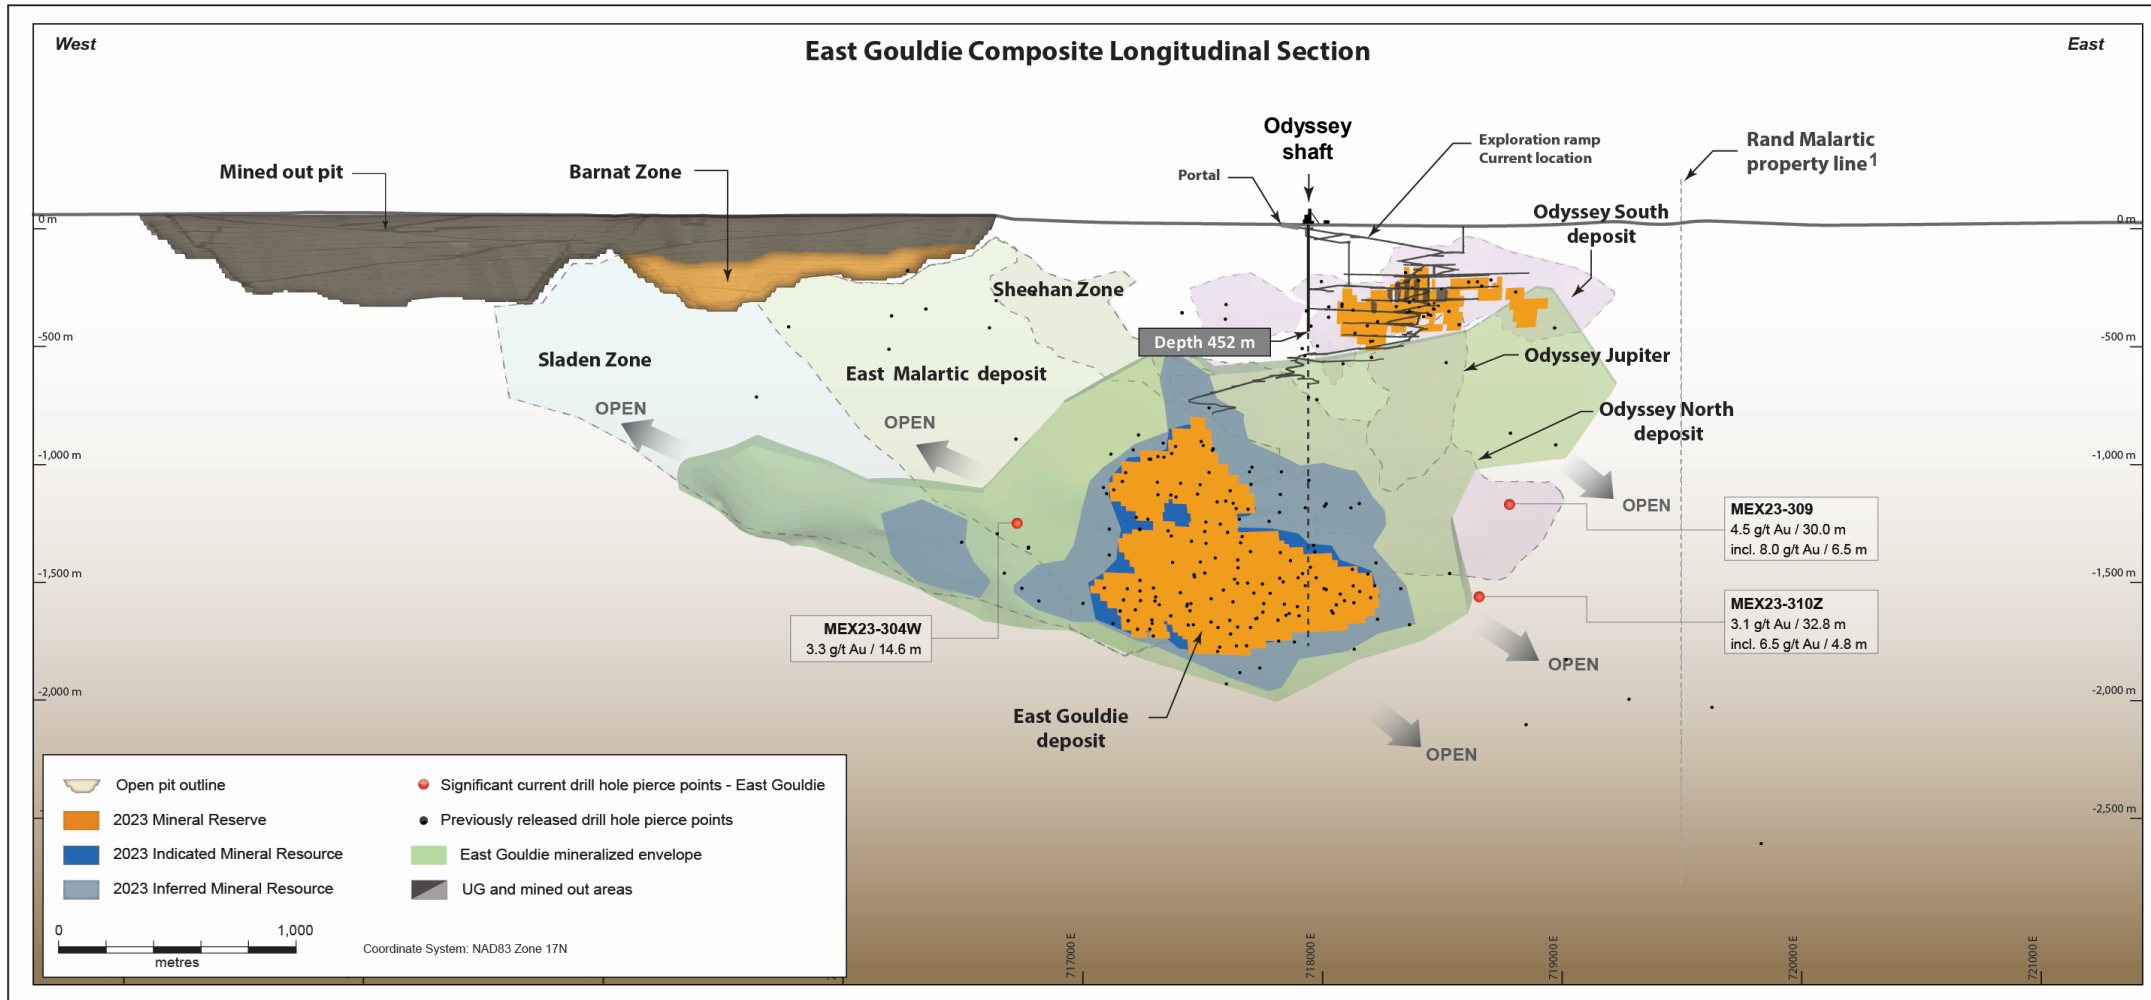 West
East
East Gouldie Composite Longitudinal Section
Mined out pit
Barnat Zone
Odyssey
shaft
Portal
Exploration ramp
Current location
Rand Malartic
property line1
Odyssey South
deposit
0 m
0 m
Sheehan Zone
Depth 452 m
-500 m
-500 m
Sladen Zone
East Malartic deposit
Odyssey Jupiter
OPEN
OPEN
Odyssey North
deposit
-1,000 m
-1,000 m
OPEN
MEX23-309
4.5 g/t Au / 30.0 m
incl. 8.0 g/t Au / 6.5 m
-1,500 m
-1,500 m
MEX23-304W
3.3 g/t Au / 14.6 m
MEX23-310Z
3.1 g/t Au / 32.8 m
incl. 6.5 g/t Au / 4.8 m
OPEN
-2,000 m
-2,000 m
East Gouldie
deposit
OPEN
-2,500 m
Open pit outline
2023 Mineral Reserve
2023 Indicated Mineral Resource
2023 Inferred Mineral Resource
Significant current drill hole pierce points - East Gouldie
Previously released drill hole pierce points
East Gouldie mineralized envelope
UG and mined out areas
0
1,000
metres
Coordinate System: NAD83 Zone 17N
717000 E
718000 E
719000 E
720000 E
721000 E